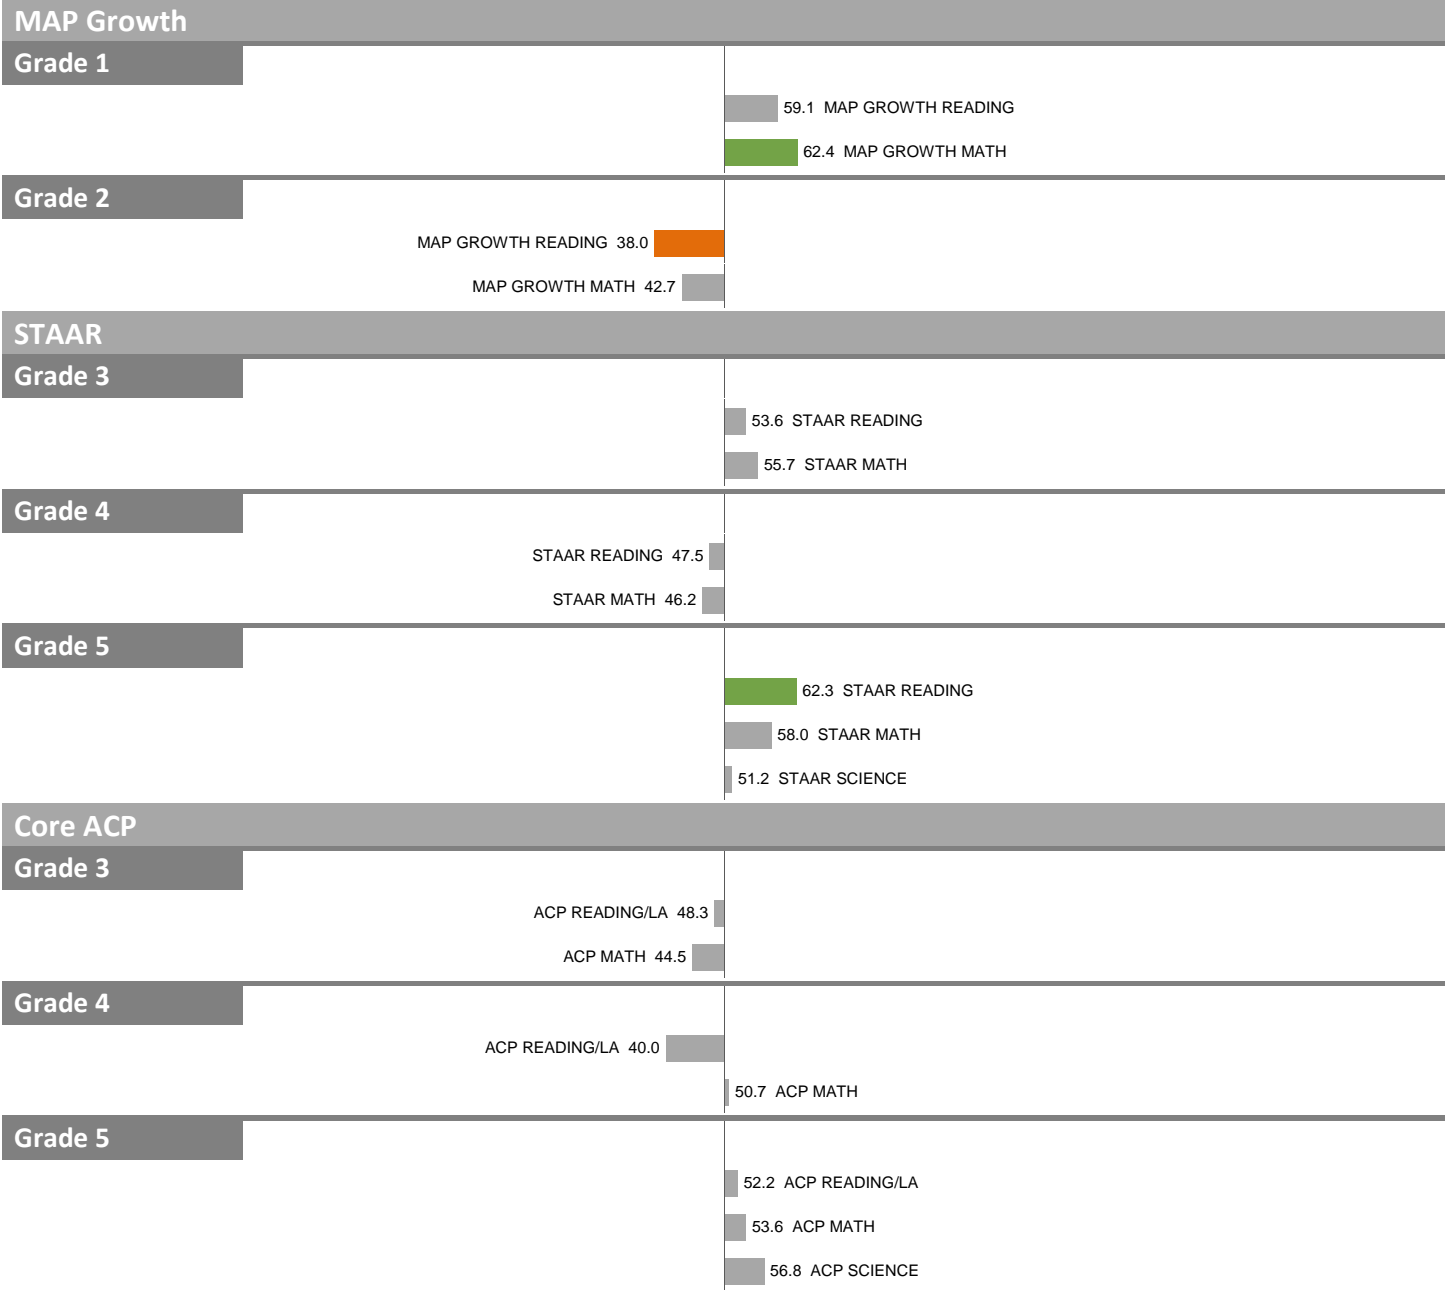 MAP Growth
Grade 1
59.1 MAP GROWTH READING
62.4 MAP GROWTH MATH
Grade 2
MAP GROWTH READING 38.0
MAP GROWTH MATH 42.7
STAAR
Grade 3
53.6 STAAR READING
55.7 STAAR MATH
Grade 4
STAAR READING 47.5
STAAR MATH 46.2
Grade 5
62.3 STAAR READING
58.0 STAAR MATH
51.2 STAAR SCIENCE
Core ACP
Grade 3
ACP READING/LA 48.3
ACP MATH 44.5
Grade 4
ACP READING/LA 40.0
50.7 ACP MATH
Grade 5
52.2 ACP READING/LA
53.6 ACP MATH
56.8 ACP SCIENCE